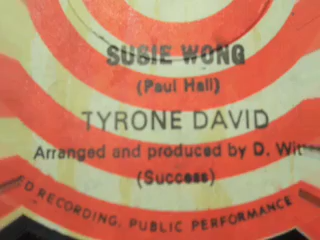 SUSIE WONG
(Paul Hall)
TYRONE DAVID
Arranged and produced by D.
(Success)
RECORDING, PUBLIC PERFORMANCE